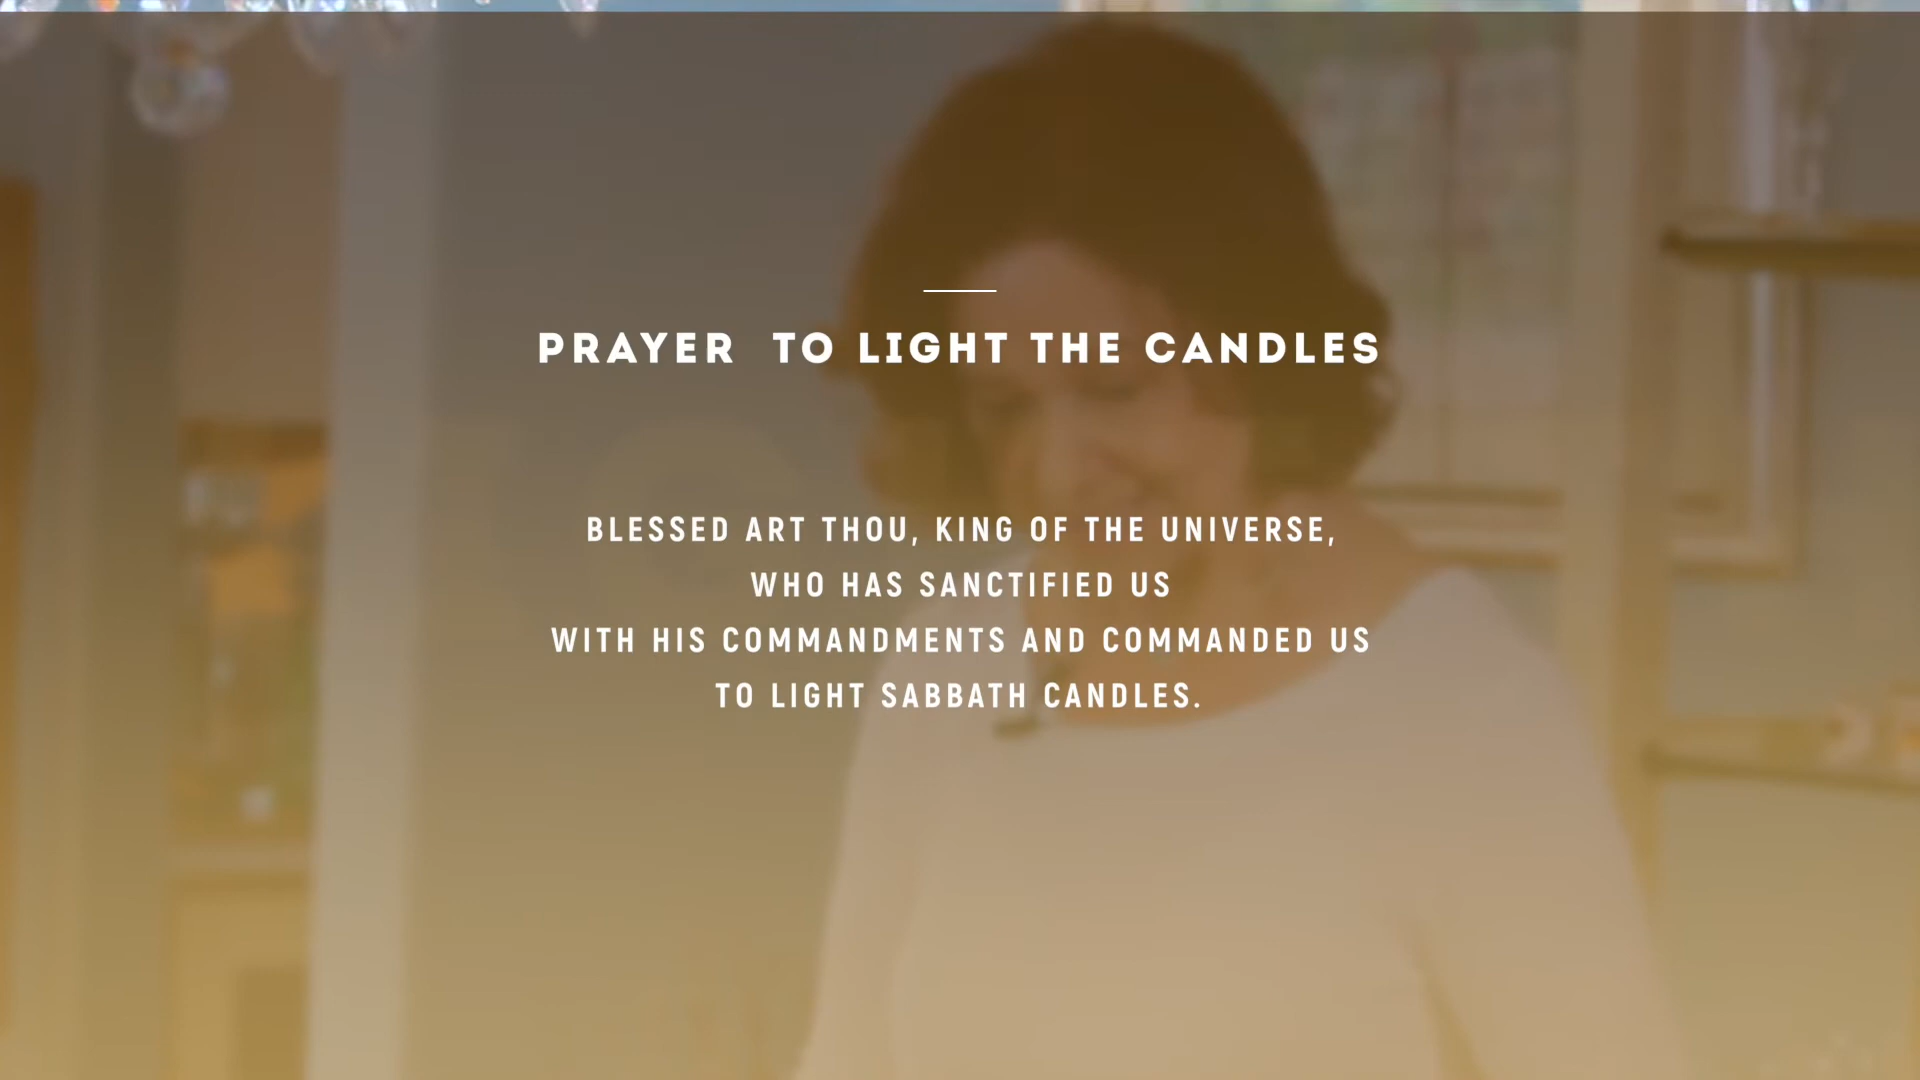 PRAYER TO LIGHT THE CANDLES
BLESSED ART THOU, KING OF THE UNIVERSE,
WHO HAS SANCTIFIED US
WITH HIS COMMANDMENTS AND COMMANDED US
TO LIGHT SABBATH CANDLES.